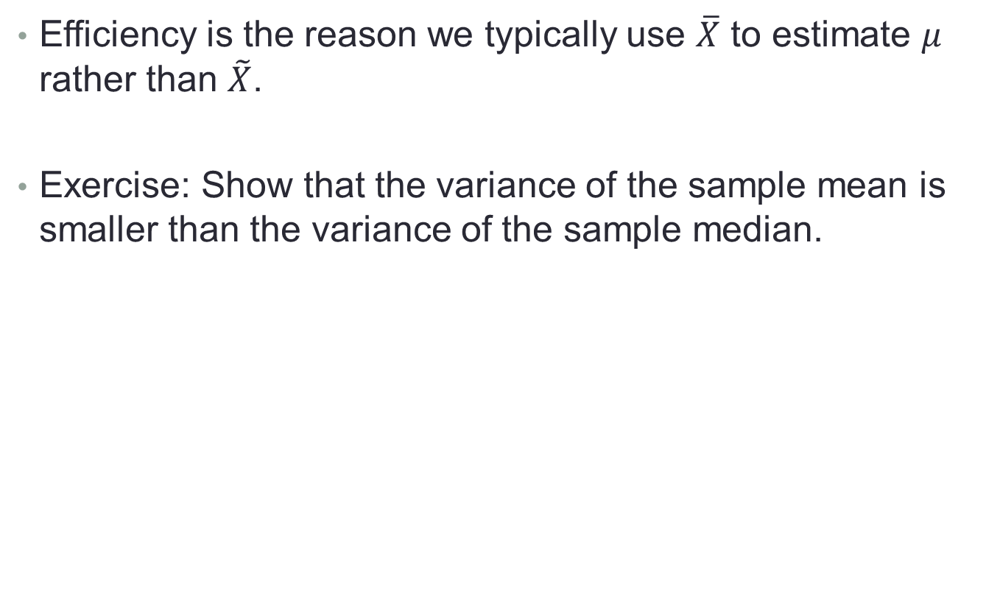 • Efficiency is the reason we typically use X̄ to estimate μ
rather than X̃.
• Exercise: Show that the variance of the sample mean is
smaller than the variance of the sample median.